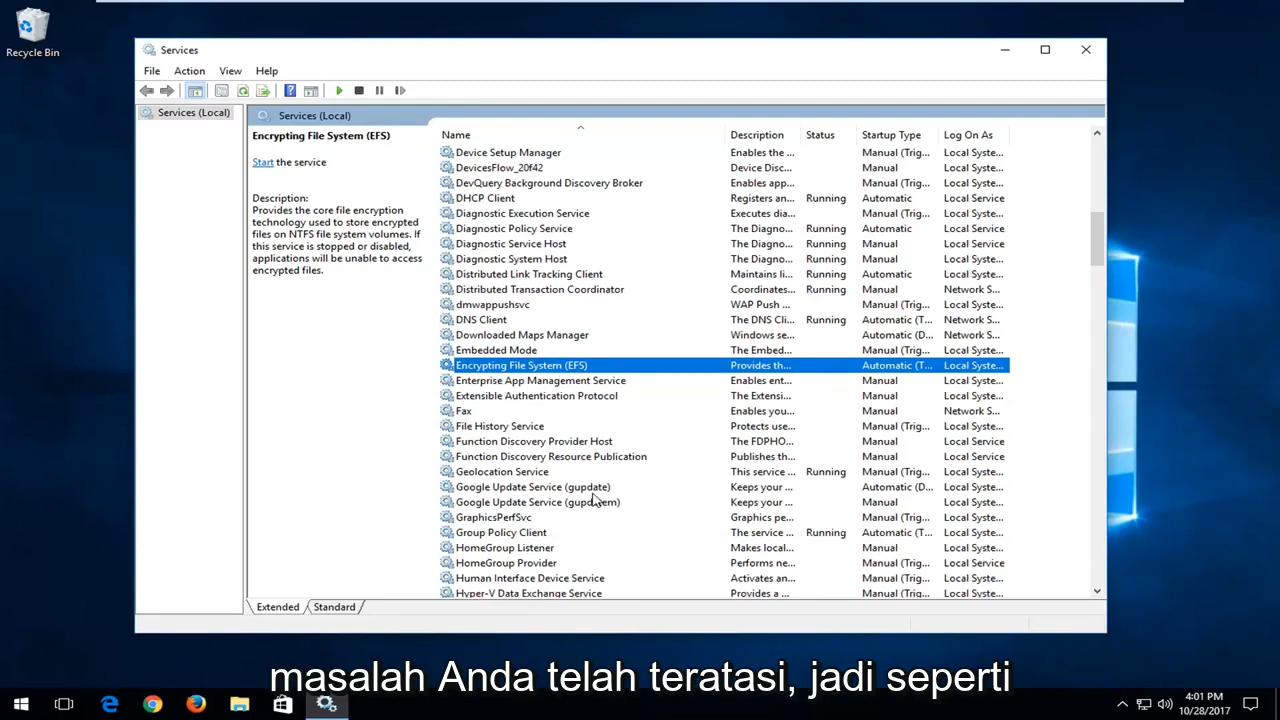 Recycle Bin
Services
File Action View Help
Services (Local)
Services (Local)
Encrypting File System (EFS)
Start the service
Description:
Provides the core file encryption
technology used to store encrypted
files on NTFS file system volumes. If
this service is stopped or disabled,
applications will be unable to access
encrypted files.
Name Description Status Startup Type Log On As
Device Setup Manager Enables the ... Manual (Trig... Local Syste...
DevicesFlow_20f42 Device Disc... Manual Local Syste...
DevQuery Background Discovery Broker Enables app... Manual (Trig... Local Syste...
DHCP Client Registers an... Running Automatic Local Service
Diagnostic Execution Service Executes dia... Manual (Trig... Local Syste...
Diagnostic Policy Service The Diagno... Running Automatic Local Service
Diagnostic Service Host The Diagno... Running Manual Local Service
Diagnostic System Host The Diagno... Running Manual Local Syste...
Distributed Link Tracking Client Maintains li... Running Automatic Local Syste...
Distributed Transaction Coordinator Coordinates... Running Manual Network S...
dmwappushsvc WAP Push ... Manual (Trig... Local Syste...
DNS Client The DNS Cli... Running Automatic (T... Network S...
Downloaded Maps Manager Windows se... Automatic (D... Network S...
Embedded Mode The Embed... Manual (Trig... Local Syste...
Encrypting File System (EFS) Provides th... Automatic (T... Local Syste...
Enterprise App Management Service Enables ent... Manual Local Syste...
Extensible Authentication Protocol The Extensi... Manual Local Syste...
Fax Enables you... Manual Network S...
File History Service Protects use... Manual (Trig... Local Syste...
Function Discovery Provider Host The FDPHO... Manual Local Service
Function Discovery Resource Publication Publishes th... Manual Local Service
Geolocation Service This service ... Running Manual (Trig... Local Syste...
Google Update Service (gupdate) Keeps your ... Automatic (D... Local Syste...
Google Update Service Keeps your ... Manual Local Syste...
GraphicsPerfSvc Graphics pe... Manual (Trig... Local Syste...
Group Policy Client The service ... Running Automatic (T... Local Syste...
HomeGroup Listener Makes local... Manual Local Syste...
HomeGroup Provider Performs ne... Manual (Trig... Local Service
Human Interface Device Service Activates an... Manual (Trig... Local Syste...
Hyper-V Data Exchange Service Provides a ... Manual (Trig... Local Syste...
Extended Standard
masalah Anda telah teratasi, jadi seperti
4:01 PM
10/28/2017